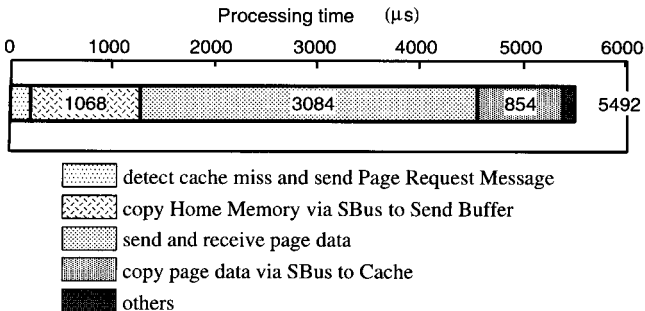 Processing time (μs)
0 1000 2000 3000 4000 5000 6000
1068 3084 854 5492
detect cache miss and send Page Request Message
copy Home Memory via SBus to Send Buffer
send and receive page data
copy page data via SBus to Cache
others